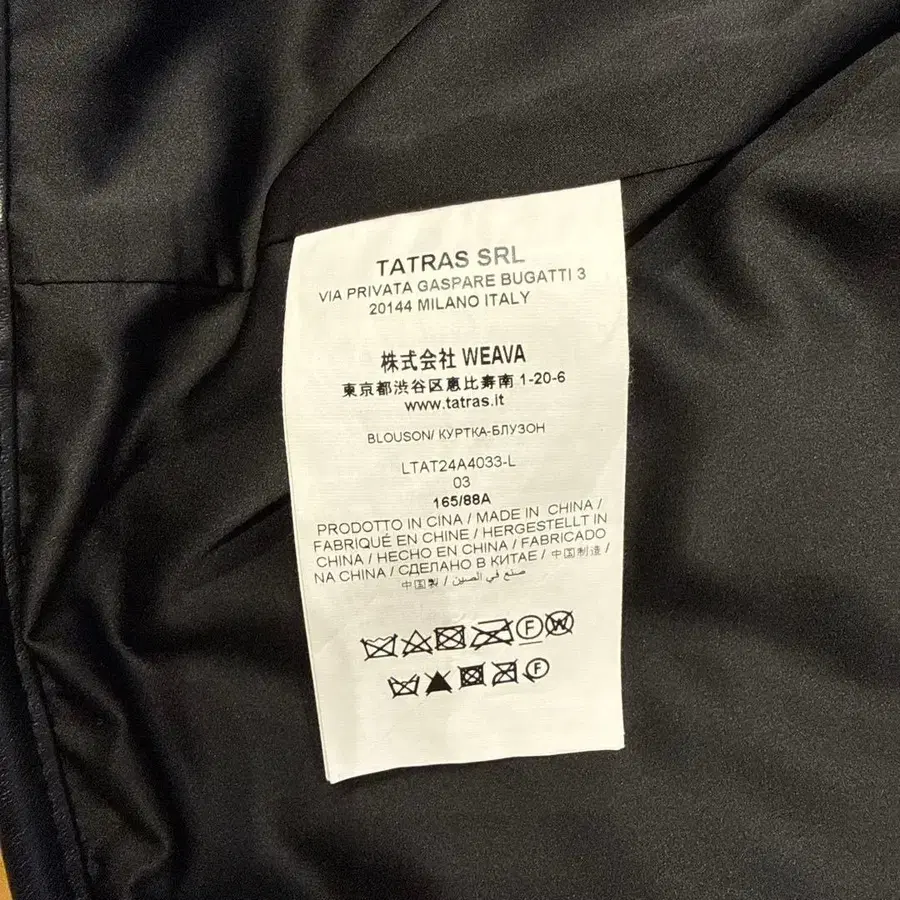 TATRAS SRL
VIA PRIVATA GASPARE BUGATTI 3
20144 MILANO ITALY
株式会社 WEAVA
東京都渋谷区恵比寿南 1-20-6
www.tatras.it
BLOUSON/ КУРТКА-БЛУЗОН
LTAT24A4033-L
03
165/88A
PRODOTTO IN CINA / MADE IN CHINA /
FABRIQUÉ EN CHINE / HERGESTELLT IN
CHINA / HECHO EN CHINA / FABRICADO
NA CHINA / СДЕЛАНО В КИТАЕ / 中国制造 /
中国製 / صنع في الصين
F W
F